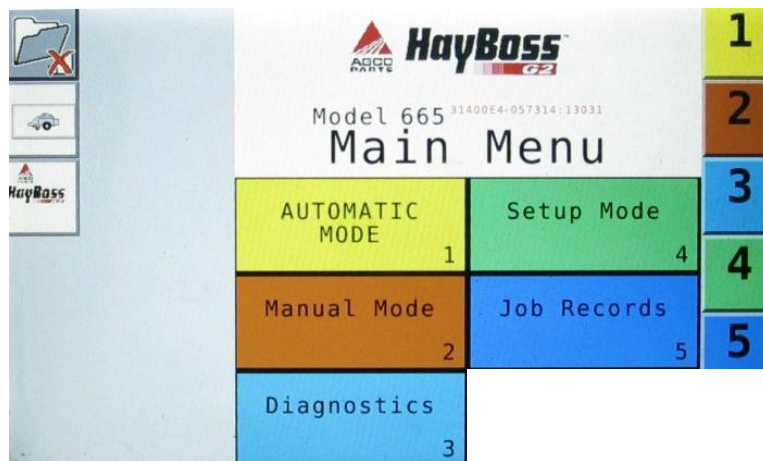 AGCO
PARTS
HayBoss
G2
Model 665 31400E4-057314:13031
Main Menu
AUTOMATIC
MODE
1
Setup Mode
4
Manual Mode
2
Job Records
5
Diagnostics
3
HayBoss
1
2
3
4
5